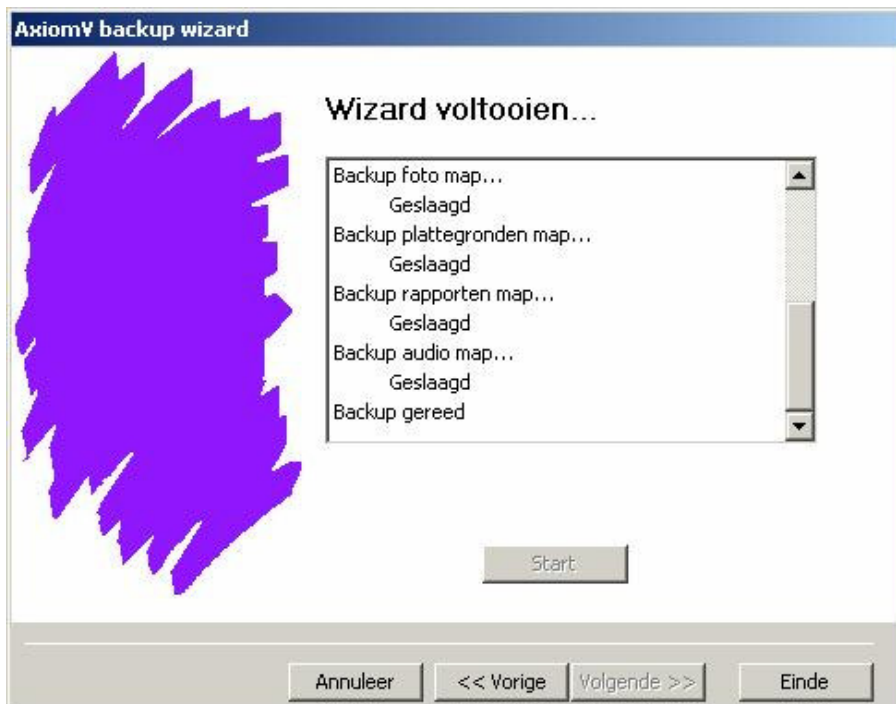 AxiomV backup wizard
Wizard voltooien...
Backup foto map...
Geslaagd
Backup plattegronden map...
Geslaagd
Backup rapporten map...
Geslaagd
Backup audio map...
Geslaagd
Backup gereed
Start
Annuleer
<< Vorige
Volgende >>
Einde